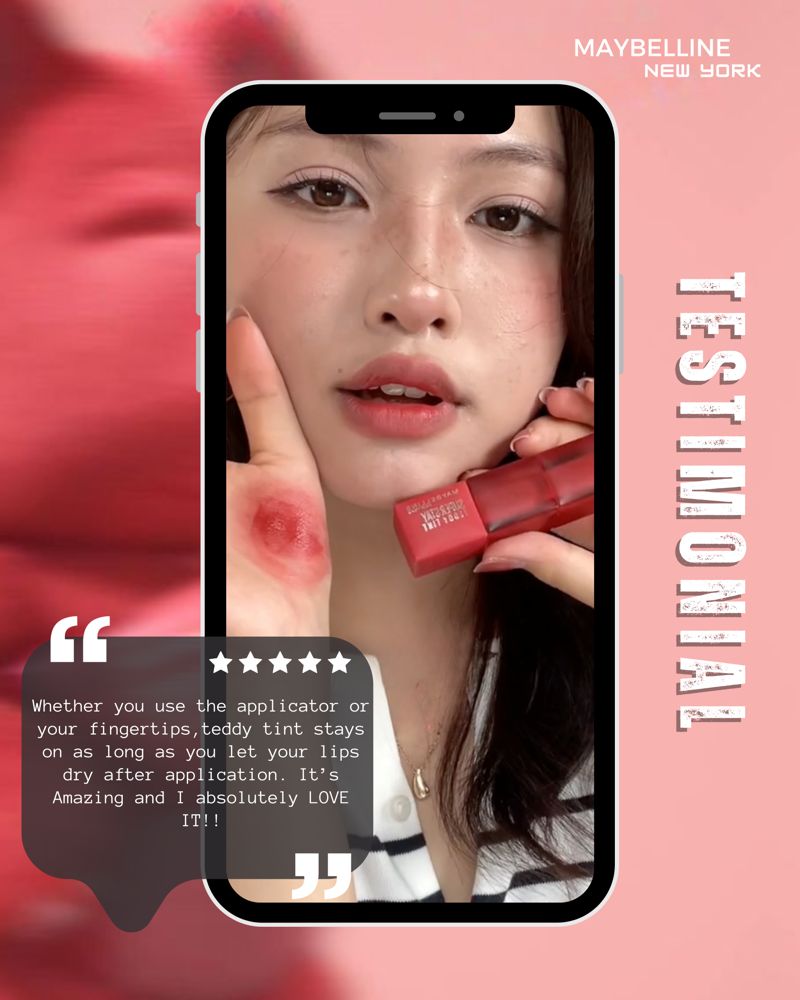 MAYBELLINE
NEW YORK
TESTIMONIAL
Whether you use the applicator or
your fingertips,teddy tint stays
on as long as you let your lips
dry after application. It’s
Amazing and I absolutely LOVE
IT!!